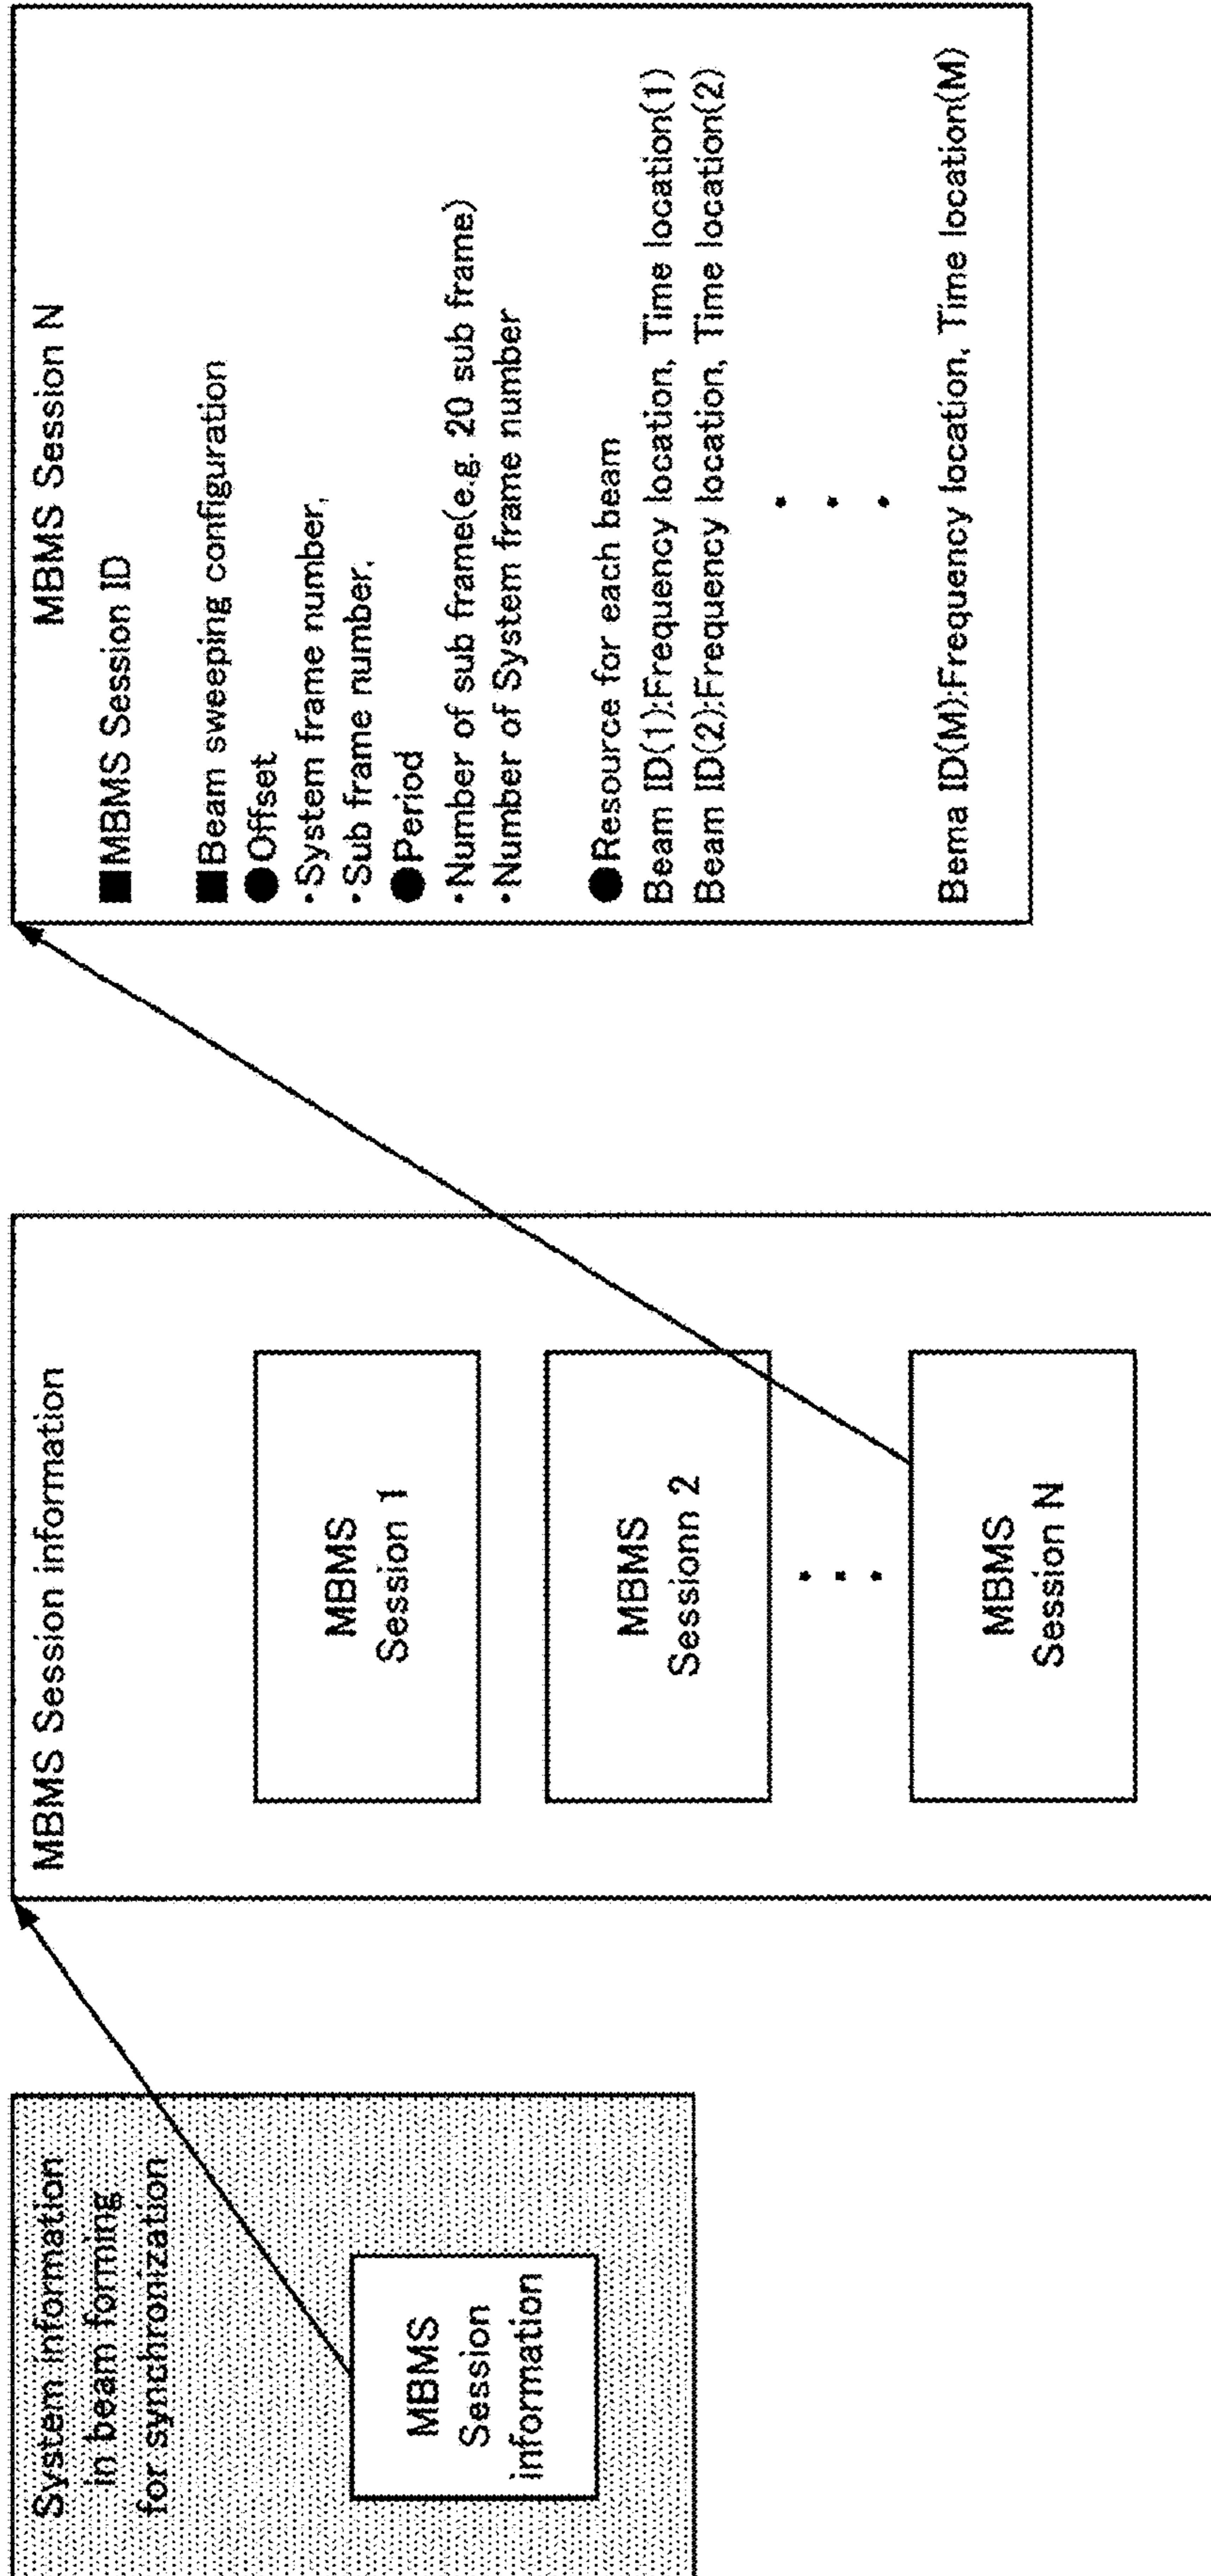 System information
in beam forming
for synchronization
MBMS
Session
information
MBMS Session information
MBMS
Session 1
MBMS
Sessionn 2
MBMS
Session N
MBMS Session N
■MBMS Session ID
■Beam sweeping configuration
●Offset
・System frame number,
・Sub frame number,
●Period
・Number of sub frame(e.g. 20 sub frame)
・Number of System frame number
●Resource for each beam
Beam ID(1):Frequency location, Time location(1)
Beam ID(2):Frequency location, Time location(2)
Bema ID(M):Frequency location, Time location(M)